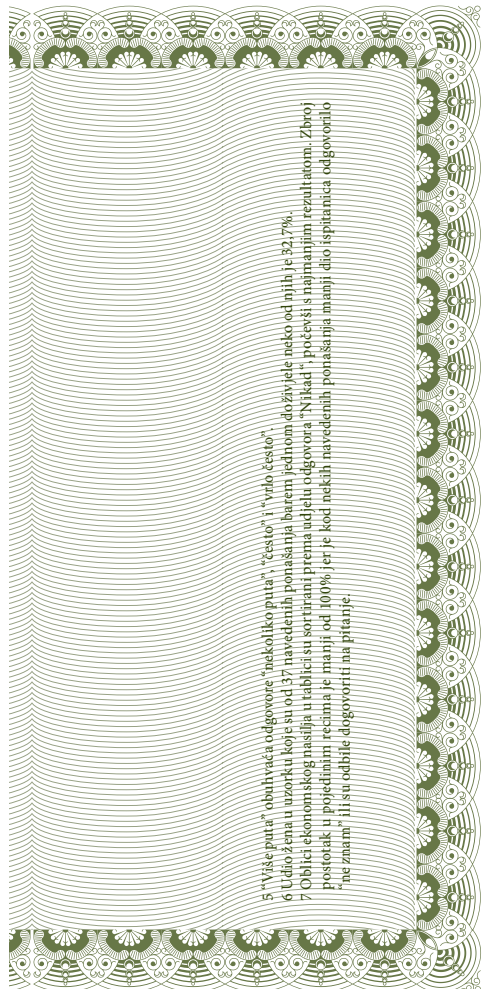 5 “Više puta” obuhvaća odgovore “nekoliko puta”, “često” i “vrlo često”.
6 Udio žena u uzorku koje su od 37 navedenih ponašanja barem jednom doživjele neko od njih je 32,7%.
7 Oblici ekonomskog nasilja u tablici su sortirani prema udjelu odgovora “Nikad“, počevši s najmanjim rezultatom. Zbroj
postotak u pojedinim recima je manji od 100% jer je kod nekih navedenih ponašanja manji dio ispitanica odgovorilo
“ne znam” ili su odbile dogovoriti na pitanje.